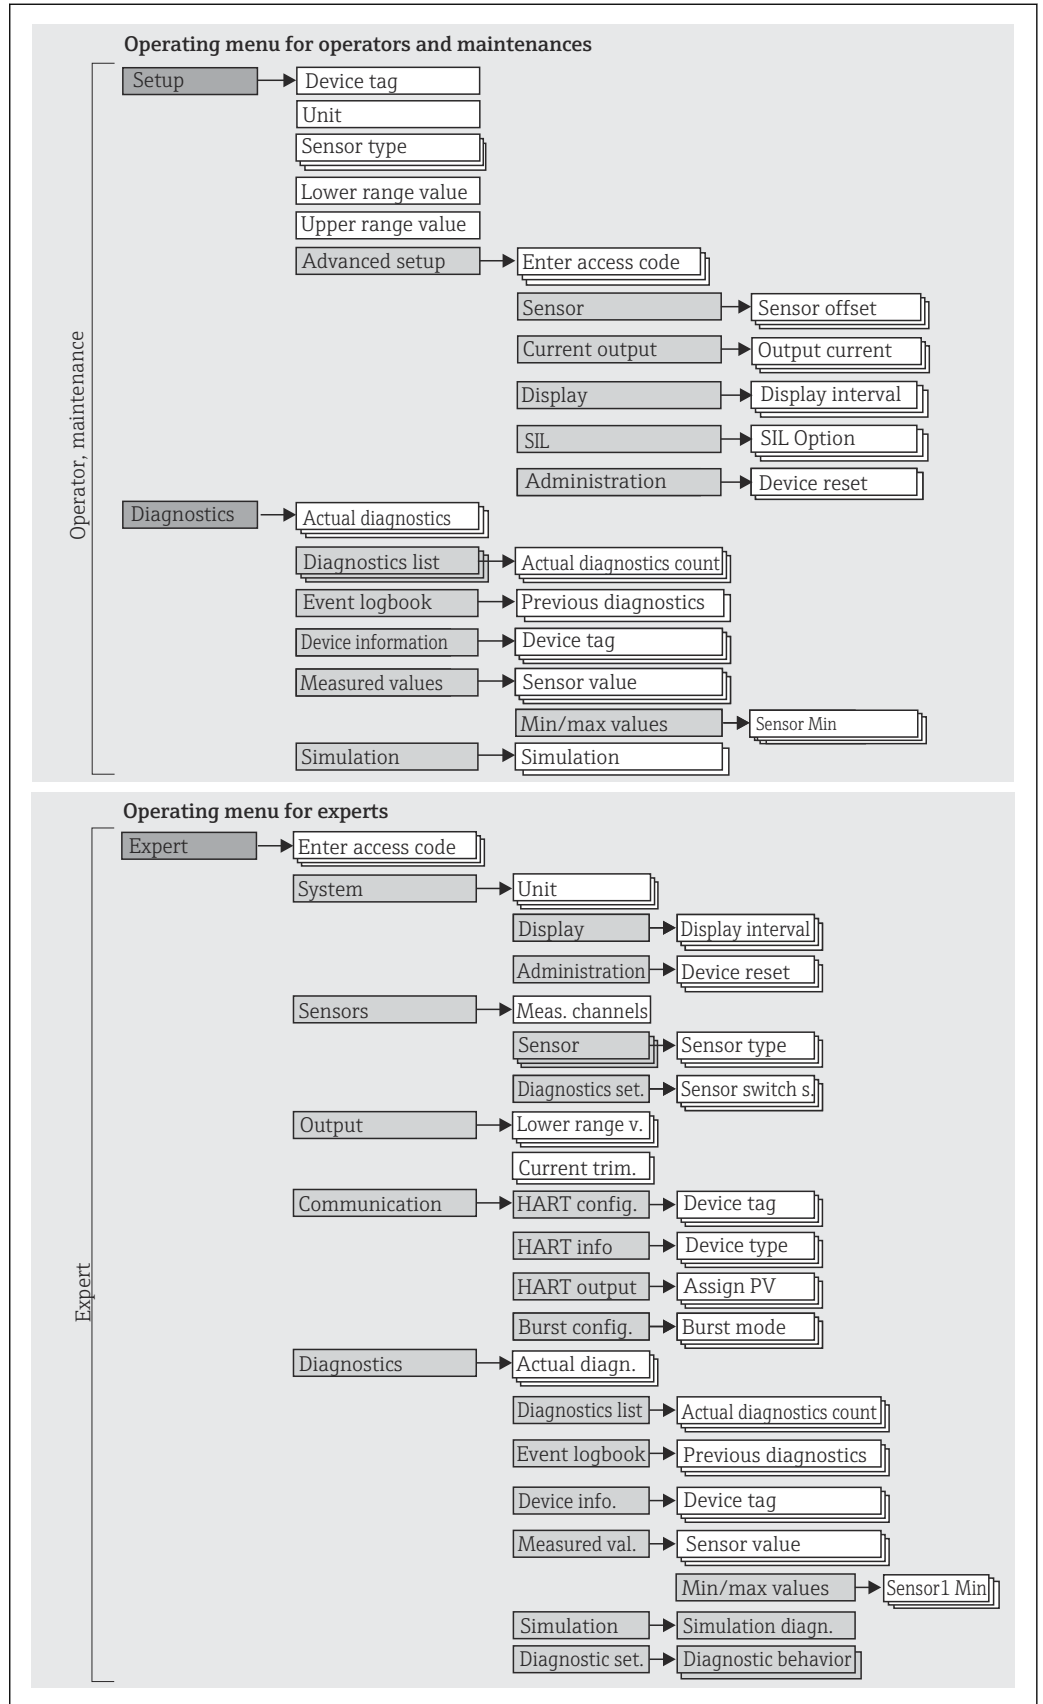 Operating menu for operators and maintenances
Setup
Device tag
Unit
Sensor type
Lower range value
Upper range value
Advanced setup
Enter access code
Sensor
Sensor offset
Current output
Output current
Display
Display interval
SIL
SIL Option
Administration
Device reset
Operator, maintenance
Diagnostics
Actual diagnostics
Diagnostics list
Actual diagnostics count
Event logbook
Previous diagnostics
Device information
Device tag
Measured values
Sensor value
Min/max values
Sensor Min
Simulation
Simulation
Operating menu for experts
Expert
Enter access code
System
Unit
Display
Display interval
Administration
Device reset
Sensors
Meas. channels
Sensor
Sensor type
Diagnostics set.
Sensor switch s.
Output
Lower range v.
Current trim.
Communication
HART config.
Device tag
HART info
Device type
HART output
Assign PV
Burst config.
Burst mode
Expert
Diagnostics
Actual diagn.
Diagnostics list
Actual diagnostics count
Event logbook
Previous diagnostics
Device info.
Device tag
Measured val.
Sensor value
Min/max values
Sensor1 Min
Simulation
Simulation diagn.
Diagnostic set.
Diagnostic behavior